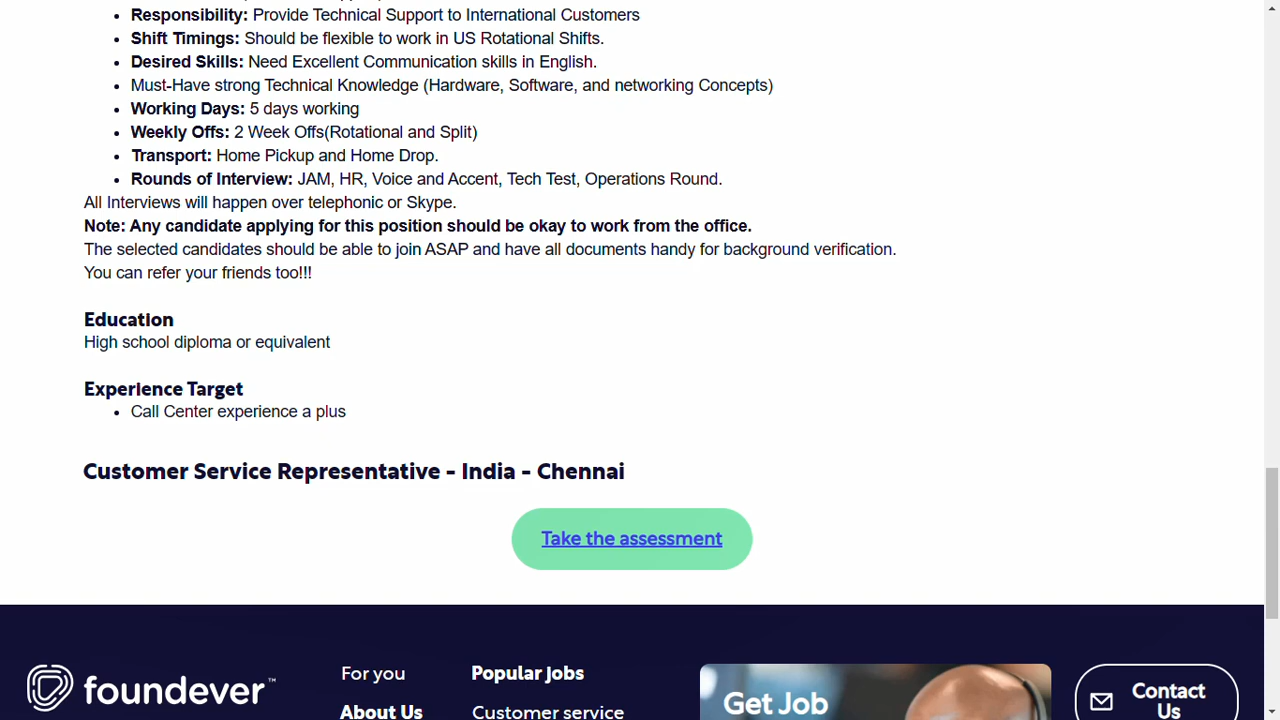 Responsibility: Provide Technical Support to International Customers
Shift Timings: Should be flexible to work in US Rotational Shifts.
Desired Skills: Need Excellent Communication skills in English.
Must-Have strong Technical Knowledge (Hardware, Software, and networking Concepts)
Working Days: 5 days working
Weekly Offs: 2 Week Offs(Rotational and Split)
Transport: Home Pickup and Home Drop.
Rounds of Interview: JAM, HR, Voice and Accent, Tech Test, Operations Round.
All Interviews will happen over telephonic or Skype.
Note: Any candidate applying for this position should be okay to work from the office.
The selected candidates should be able to join ASAP and have all documents handy for background verification.
You can refer your friends too!!!
Education
High school diploma or equivalent
Experience Target
Call Center experience a plus
Customer Service Representative - India - Chennai
Take the assessment
foundever™
For you
About Us
Popular Jobs
Customer service
Get Job
Contact
Us